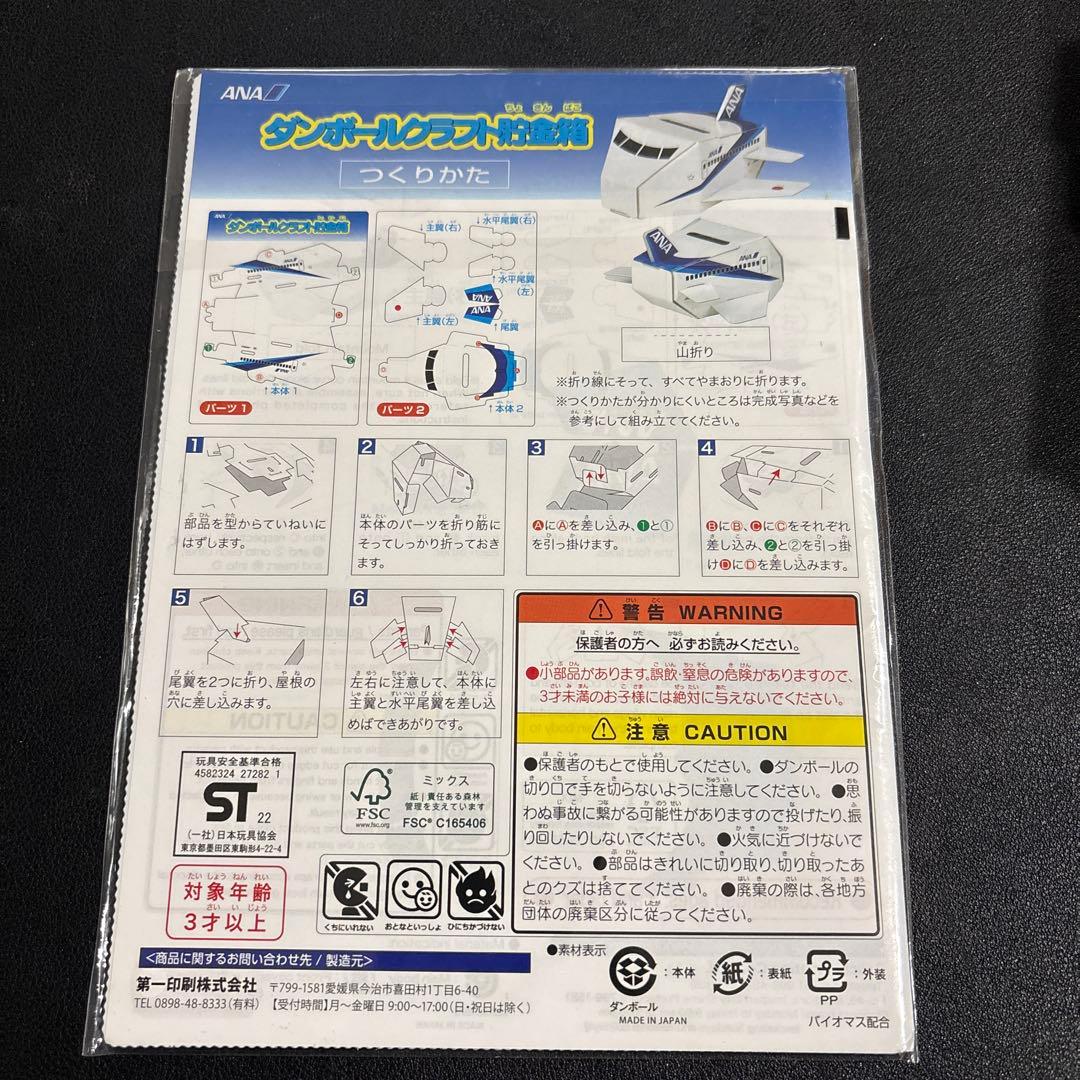 ANA
ダンボールクラフト貯金箱
つくりかた
ANA
ダンボールクラフト貯金箱
↑本体1
パーツ1
↓主翼(右)
↓水平尾翼(右)
↑水平尾翼
(左)
↑主翼(左)
↑尾翼
↑本体2
パーツ2
山折り
※折り線にそって、すべてやまおりに折ります。
※つくりかたが分かりにくいところは完成写真などを
参考にして組み立ててください。
1
部品を型からていねいに
はずします。
2
本体のパーツを折り筋に
そってしっかり折っておき
ます。
3
ⒶにⒶを差し込み、❶と①
を引っ掛けます。
4
ⒷにⒷ、ⒸにⒸをそれぞれ
差し込み、❷と②を引っ掛
けⒹにⒹを差し込みます。
5
尾翼を2つに折り、屋根の
穴に差し込みます。
6
左右に注意して、本体に
主翼と水平尾翼を差し込
めばできあがりです。
⚠ 警告 WARNING
保護者の方へ 必ずお読みください。
●小部品があります。誤飲・窒息の危険がありますので、
3才未満のお子様には絶対に与えないでください。
⚠ 注意 CAUTION
●保護者のもとで使用してください。●ダンボールの
切り口で手を切らないように注意してください。●思
わぬ事故に繋がる可能性がありますので投げたり、振
り回したりしないでください。●火気に近づけないで
ください。●部品はきれいに切り取り、切り取ったあ
とのクズは捨ててください。●廃棄の際は、各地方
団体の廃棄区分に従ってください。
玩具安全基準合格
4582324 27282 1
ST 22
(一社)日本玩具協会
東京都墨田区東駒形4-22-4
FSC
www.fsc.org
ミックス
紙|責任ある森林
管理を支えています
FSC® C165406
対象年齢
3才以上
くちにいれない
おとなといっしょ
ひにちかづけない
<商品に関するお問い合わせ先 / 製造元>
第一印刷株式会社 〒799-1581愛媛県今治市喜田村1丁目6-40
TEL 0898-48-8333(有料) 【受付時間】月〜金曜日 9:00〜17:00(日・祝日は除く)
●素材表示
:本体
ダンボール
MADE IN JAPAN
紙
:表紙
プラ
:外装
PP
バイオマス配合